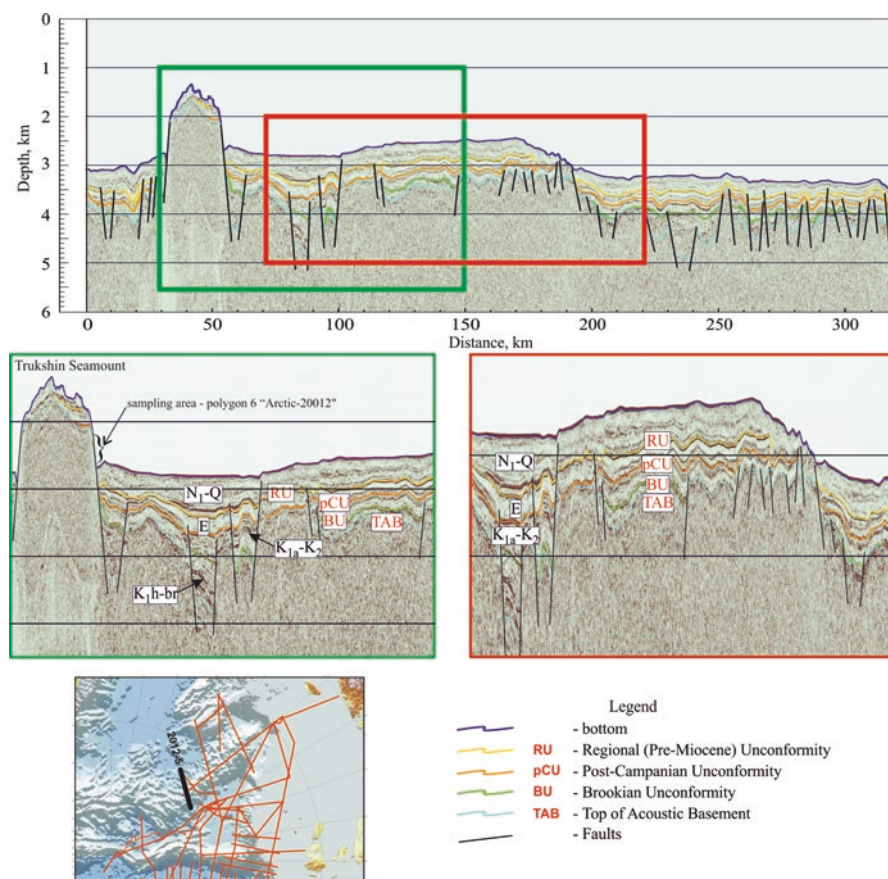 0
1
2
3
4
5
6
Depth, km
0 50 100 150 200 250 300
Distance, km
Trukshin Seamount
sampling area - polygon 6 "Arctic-20012"
N₁-Q
RU
pCU
E
BU
TAB
K₁ₐ-K₂
K₁h-br
RU
N₁-Q
pCU
BU
E
TAB
K₁ₐ-K₂
2012-5
Legend
- bottom
RU - Regional (Pre-Miocene) Unconformity
pCU - Post-Campanian Unconformity
BU - Brookian Unconformity
TAB - Top of Acoustic Basement
- Faults